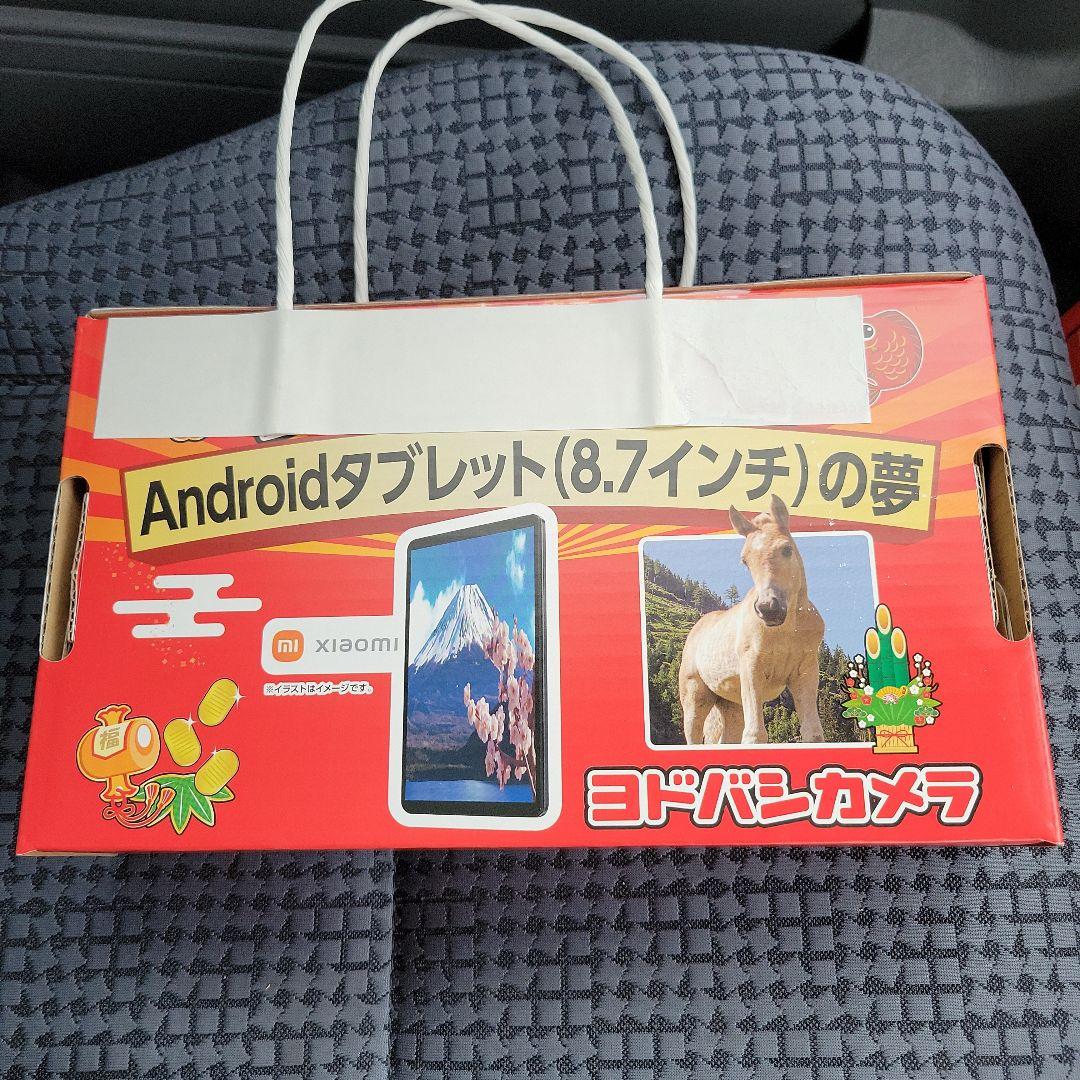 Androidタブレット(8.7インチ)の夢
mi xiaomi
※イラストはイメージです。
福
ヨドバシカメラ